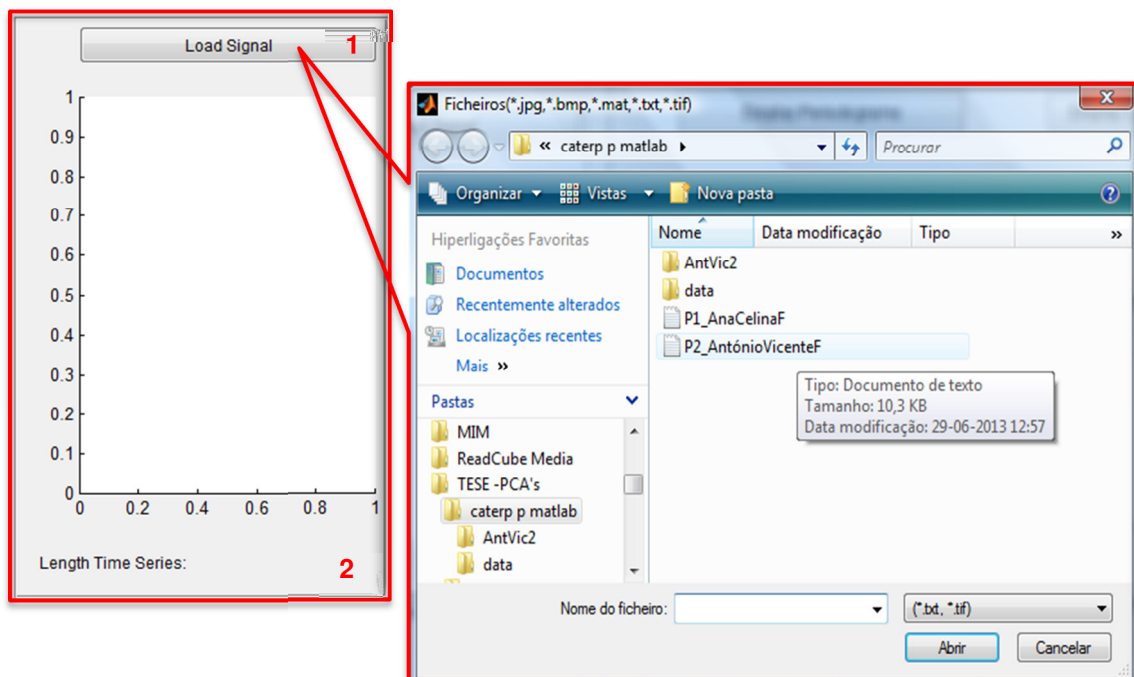 Load Signal
1
1
0.9
0.8
0.7
0.6
0.5
0.4
0.3
0.2
0.1
0
0 0.2 0.4 0.6 0.8 1
Length Time Series:
2
Ficheiros(*.jpg,*.bmp,*.mat,*.txt,*.tif)
« caterp p matlab
Procurar
Organizar Vistas Nova pasta
Hiperligações Favoritas
Documentos
Recentemente alterados
Localizações recentes
Mais »
Pastas
MIM
ReadCube Media
TESE -PCA's
caterp p matlab
AntVic2
data
Nome Data modificação Tipo »
AntVic2
data
P1_AnaCelinaF
P2_AntónioVicenteF
Tipo: Documento de texto
Tamanho: 10,3 KB
Data modificação: 29-06-2013 12:57
Nome do ficheiro:
(*.txt, *.tif)
Abrir Cancelar